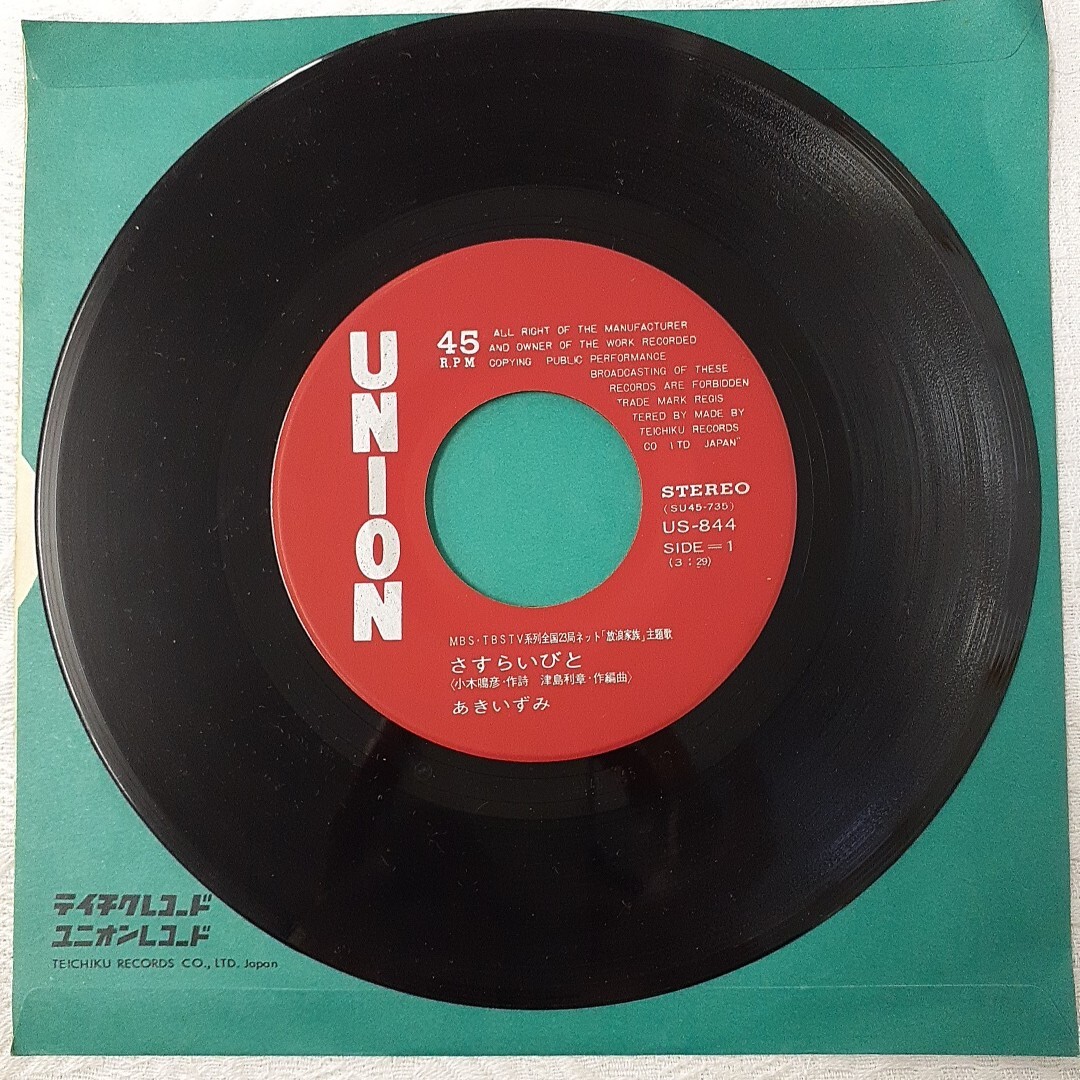 UNION
45
R.P.M
ALL RIGHT OF THE MANUFACTURER
AND OWNER OF THE WORK RECORDED
COPYING PUBLIC PERFORMANCE
BROADCASTING OF THESE
RECORDS ARE FORBIDDEN
TRADE MARK REGIS
TERED BY MADE BY
TEICHIKU RECORDS
CO LTD JAPAN"
STEREO
(SU45-735)
US-844
SIDE=1
(3:29)
MBS・TBSTV系列全国23局ネット「放浪家族」主題歌
さすらいびと
〈小木鳴彦・作詩 津島利章・作編曲〉
あきいずみ
テイチクレコード
ユニオンレコード
TEICHIKU RECORDS CO., LTD. Japan